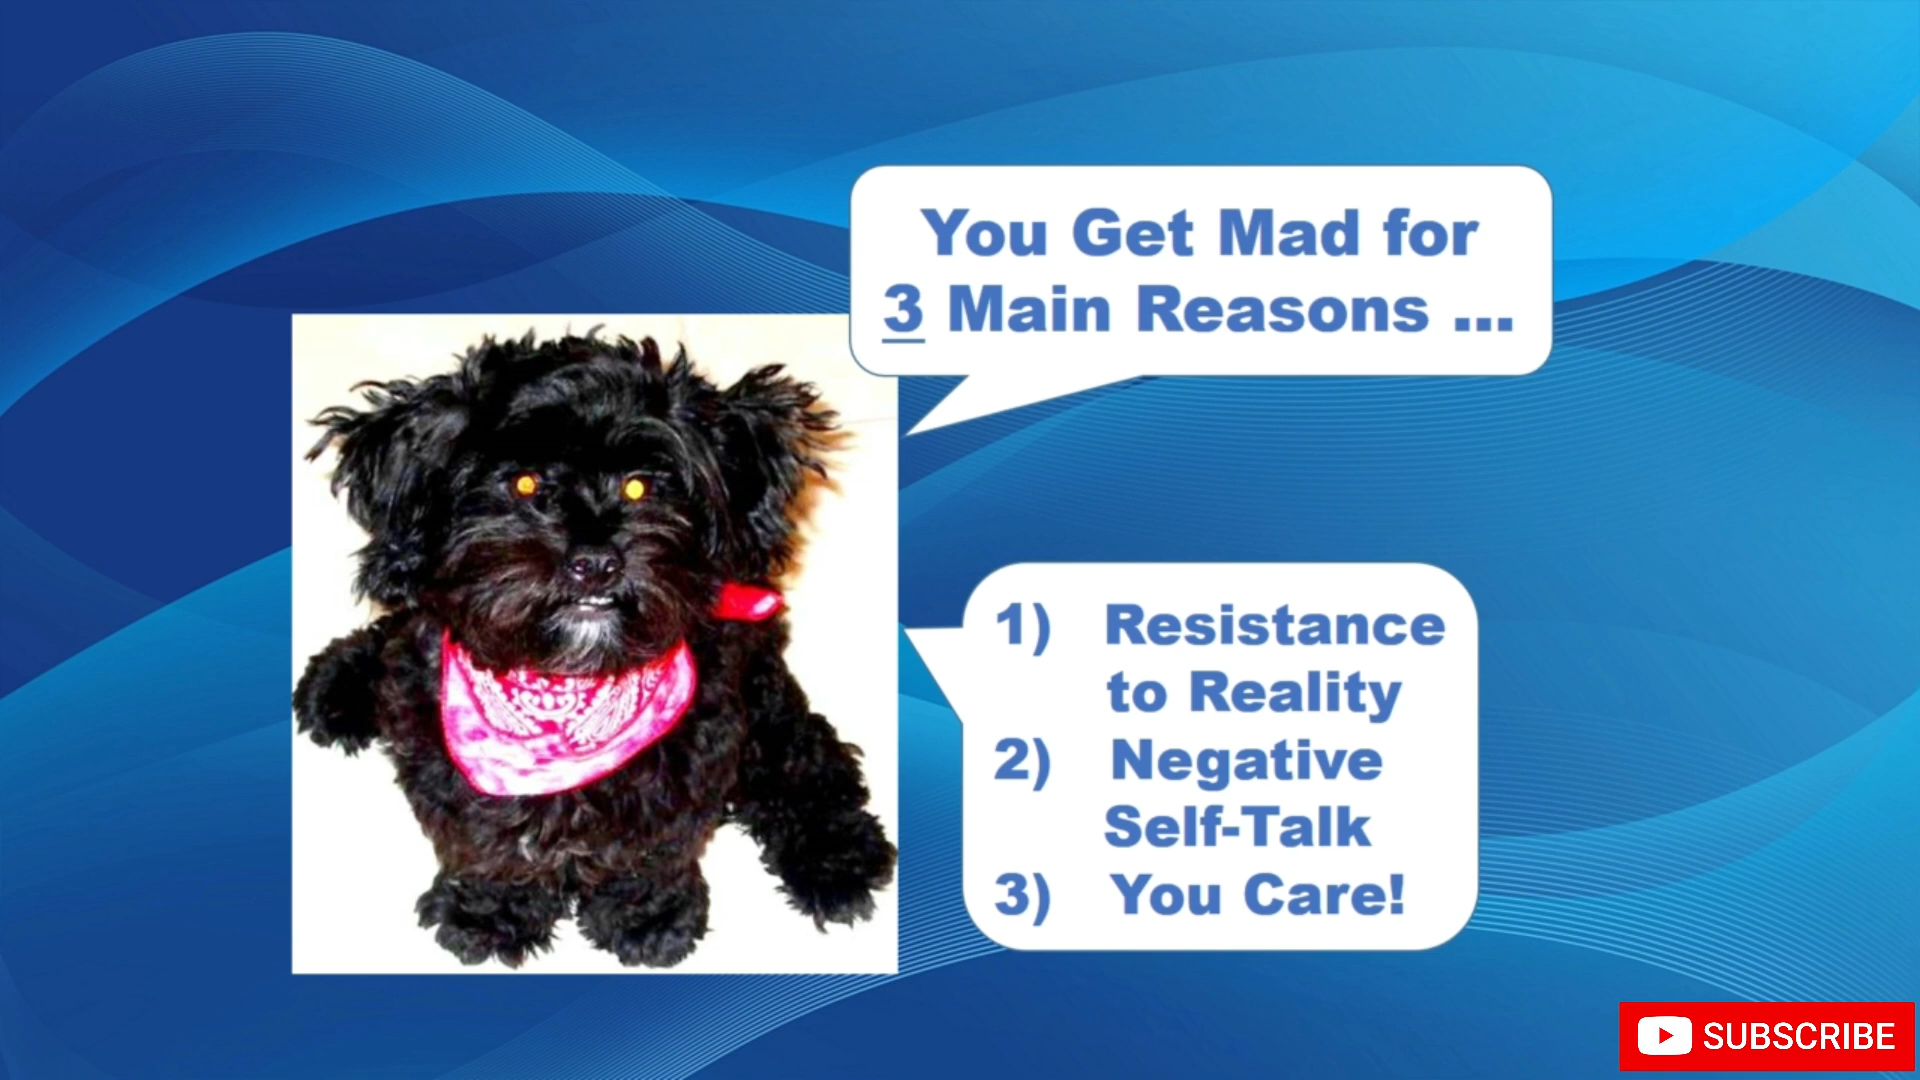 You Get Mad for
3 Main Reasons ...
1) Resistance
to Reality
2) Negative
Self-Talk
3) You Care!
SUBSCRIBE